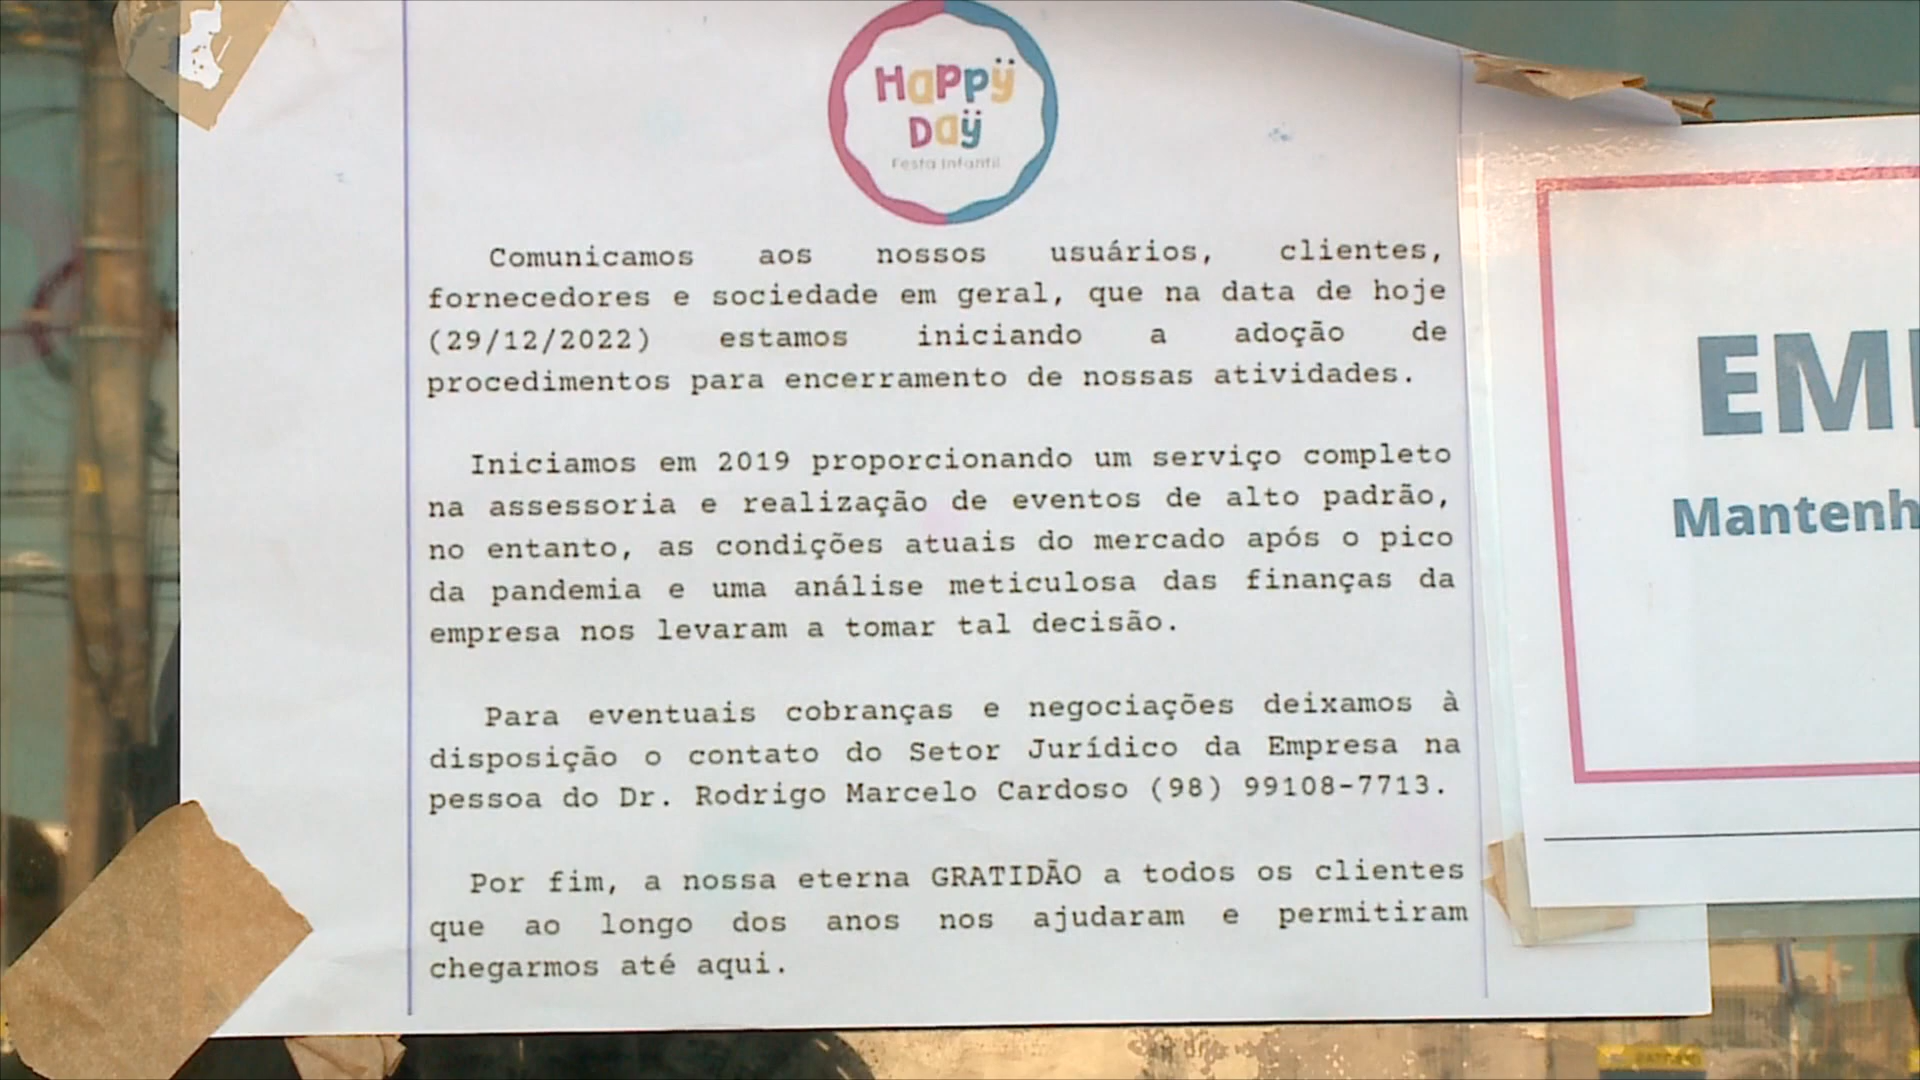 Happy
Day
Festa Infantil
Comunicamos aos nossos usuários, clientes,
fornecedores e sociedade em geral, que na data de hoje
(29/12/2022) estamos iniciando a adoção de
procedimentos para encerramento de nossas atividades.
Iniciamos em 2019 proporcionando um serviço completo
na assessoria e realização de eventos de alto padrão,
no entanto, as condições atuais do mercado após o pico
da pandemia e uma análise meticulosa das finanças da
empresa nos levaram a tomar tal decisão.
Para eventuais cobranças e negociações deixamos à
disposição o contato do Setor Jurídico da Empresa na
pessoa do Dr. Rodrigo Marcelo Cardoso (98) 99108-7713.
Por fim, a nossa eterna GRATIDÃO a todos os clientes
que ao longo dos anos nos ajudaram e permitiram
chegarmos até aqui.